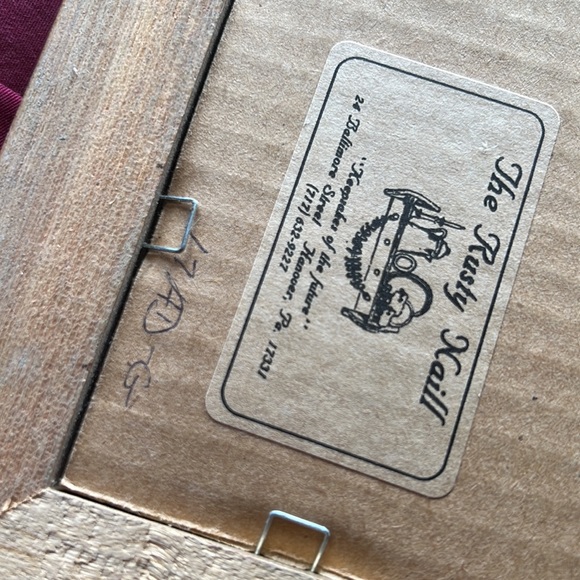 The Rusty Naill
"Keepsakes of the future"
24 Baltimore Street Hanover, Pa. 17331
(717) 632-9227